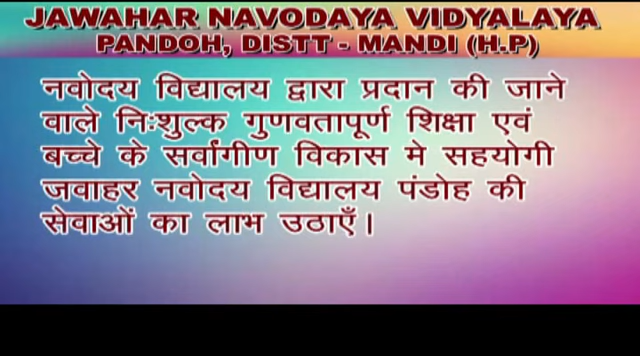 JAWAHAR NAVODAYA VIDYALAYA
PANDOH, DISTT - MANDI (H.P)
नवोदय विद्यालय द्वारा प्रदान की जाने
वाले निःशुल्क गुणवतापूर्ण शिक्षा एवं
बच्चे के सर्वांगीण विकास मे सहयोगी
जवाहर नवोदय विद्यालय पंडोह की
सेवाओं का लाभ उठाएँ।